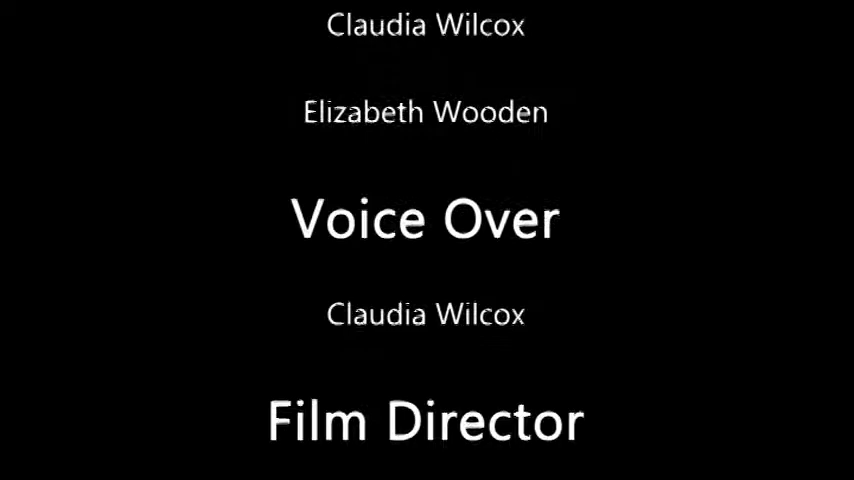 Claudia Wilcox
Elizabeth Wooden
Voice Over
Claudia Wilcox
Film Director